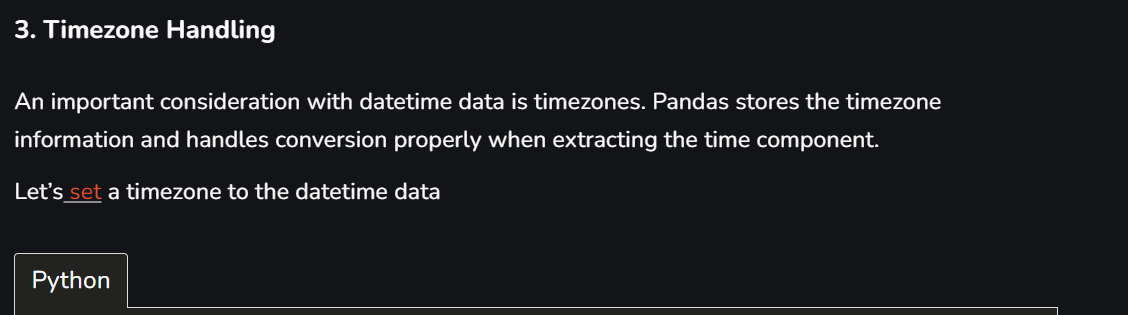 3. Timezone Handling
An important consideration with datetime data is timezones. Pandas stores the timezone
information and handles conversion properly when extracting the time component.
Let’s set a timezone to the datetime data
Python